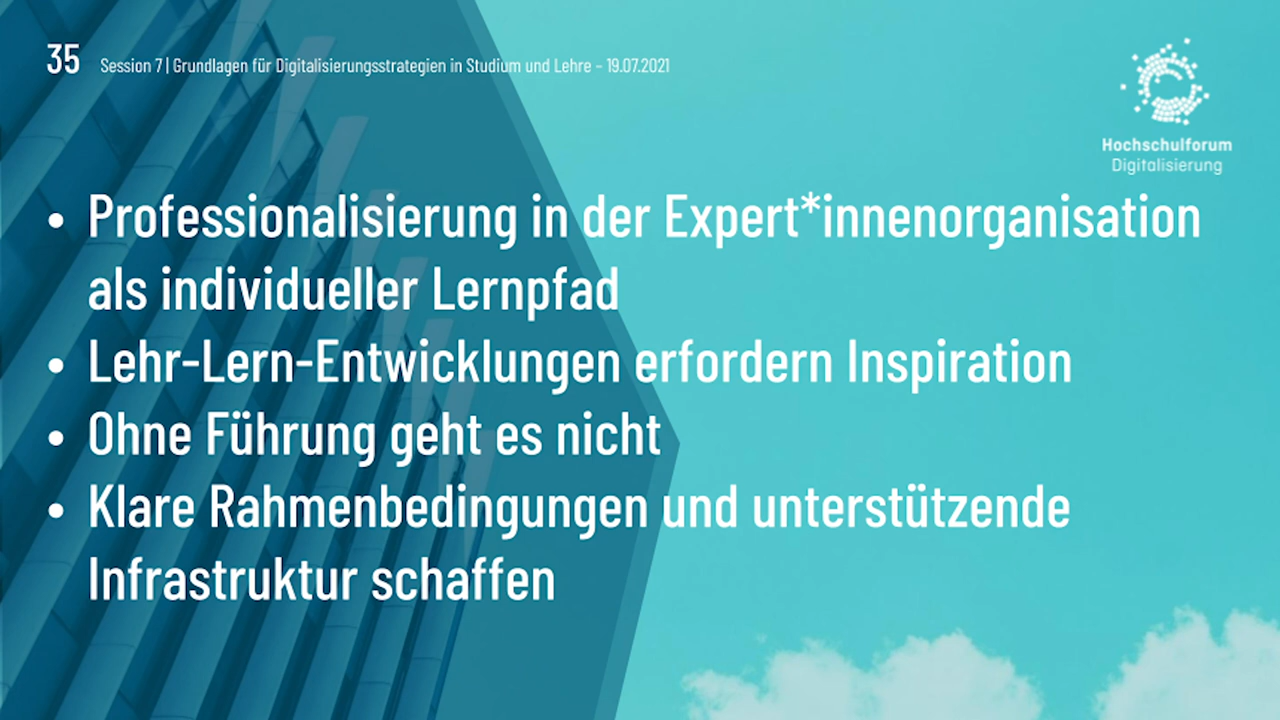 35 Session 7 | Grundlagen für Digitalisierungsstrategien in Studium und Lehre – 19.07.2021
Hochschulforum
Digitalisierung
• Professionalisierung in der Expert*innenorganisation
als individueller Lernpfad
• Lehr-Lern-Entwicklungen erfordern Inspiration
• Ohne Führung geht es nicht
• Klare Rahmenbedingungen und unterstützende
Infrastruktur schaffen